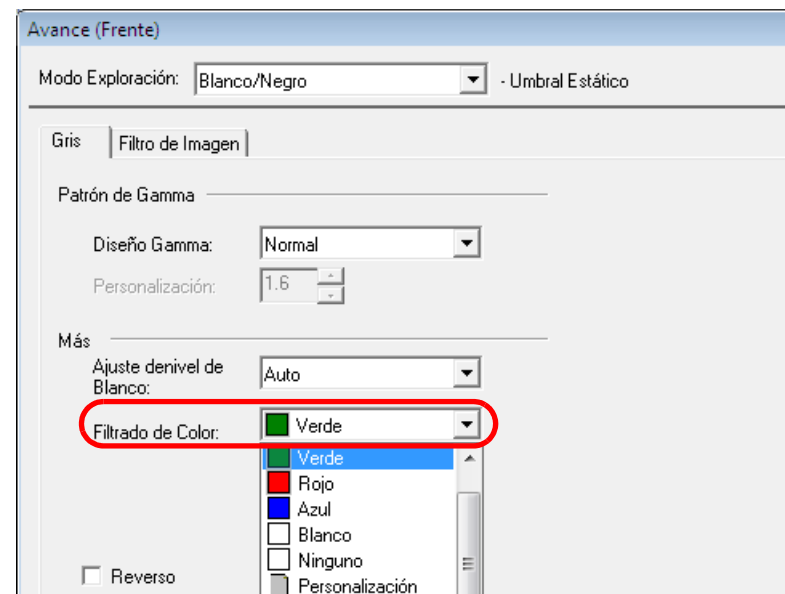 Avance (Frente)
Modo Exploración: Blanco/Negro - Umbral Estático
Gris Filtro de Imagen
Patrón de Gamma
Diseño Gamma: Normal
Personalización: 1.6
Más
Ajuste denivel de
Blanco: Auto
Filtrado de Color: Verde
Verde
Rojo
Azul
Blanco
Ninguno
Reverso Personalización